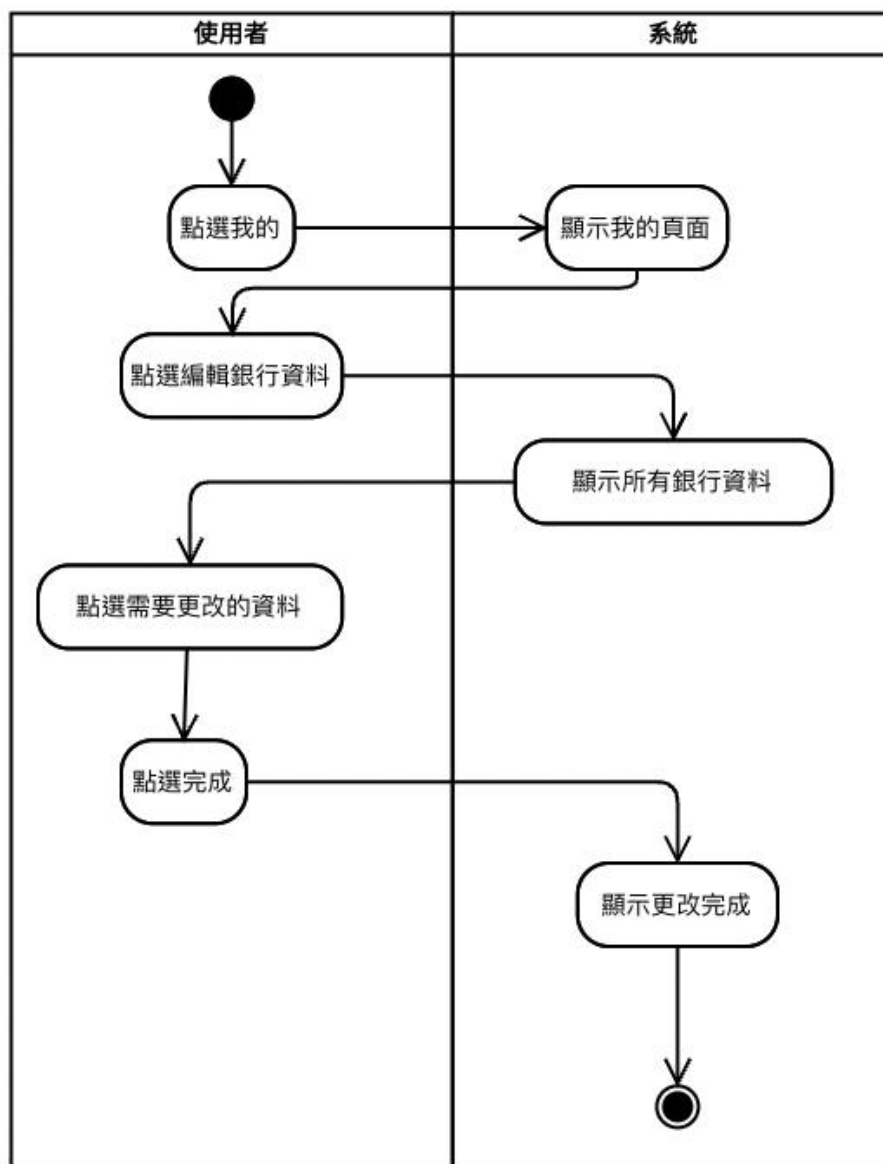 使用者
系統
點選我的
顯示我的頁面
點選編輯銀行資料
顯示所有銀行資料
點選需要更改的資料
點選完成
顯示更改完成